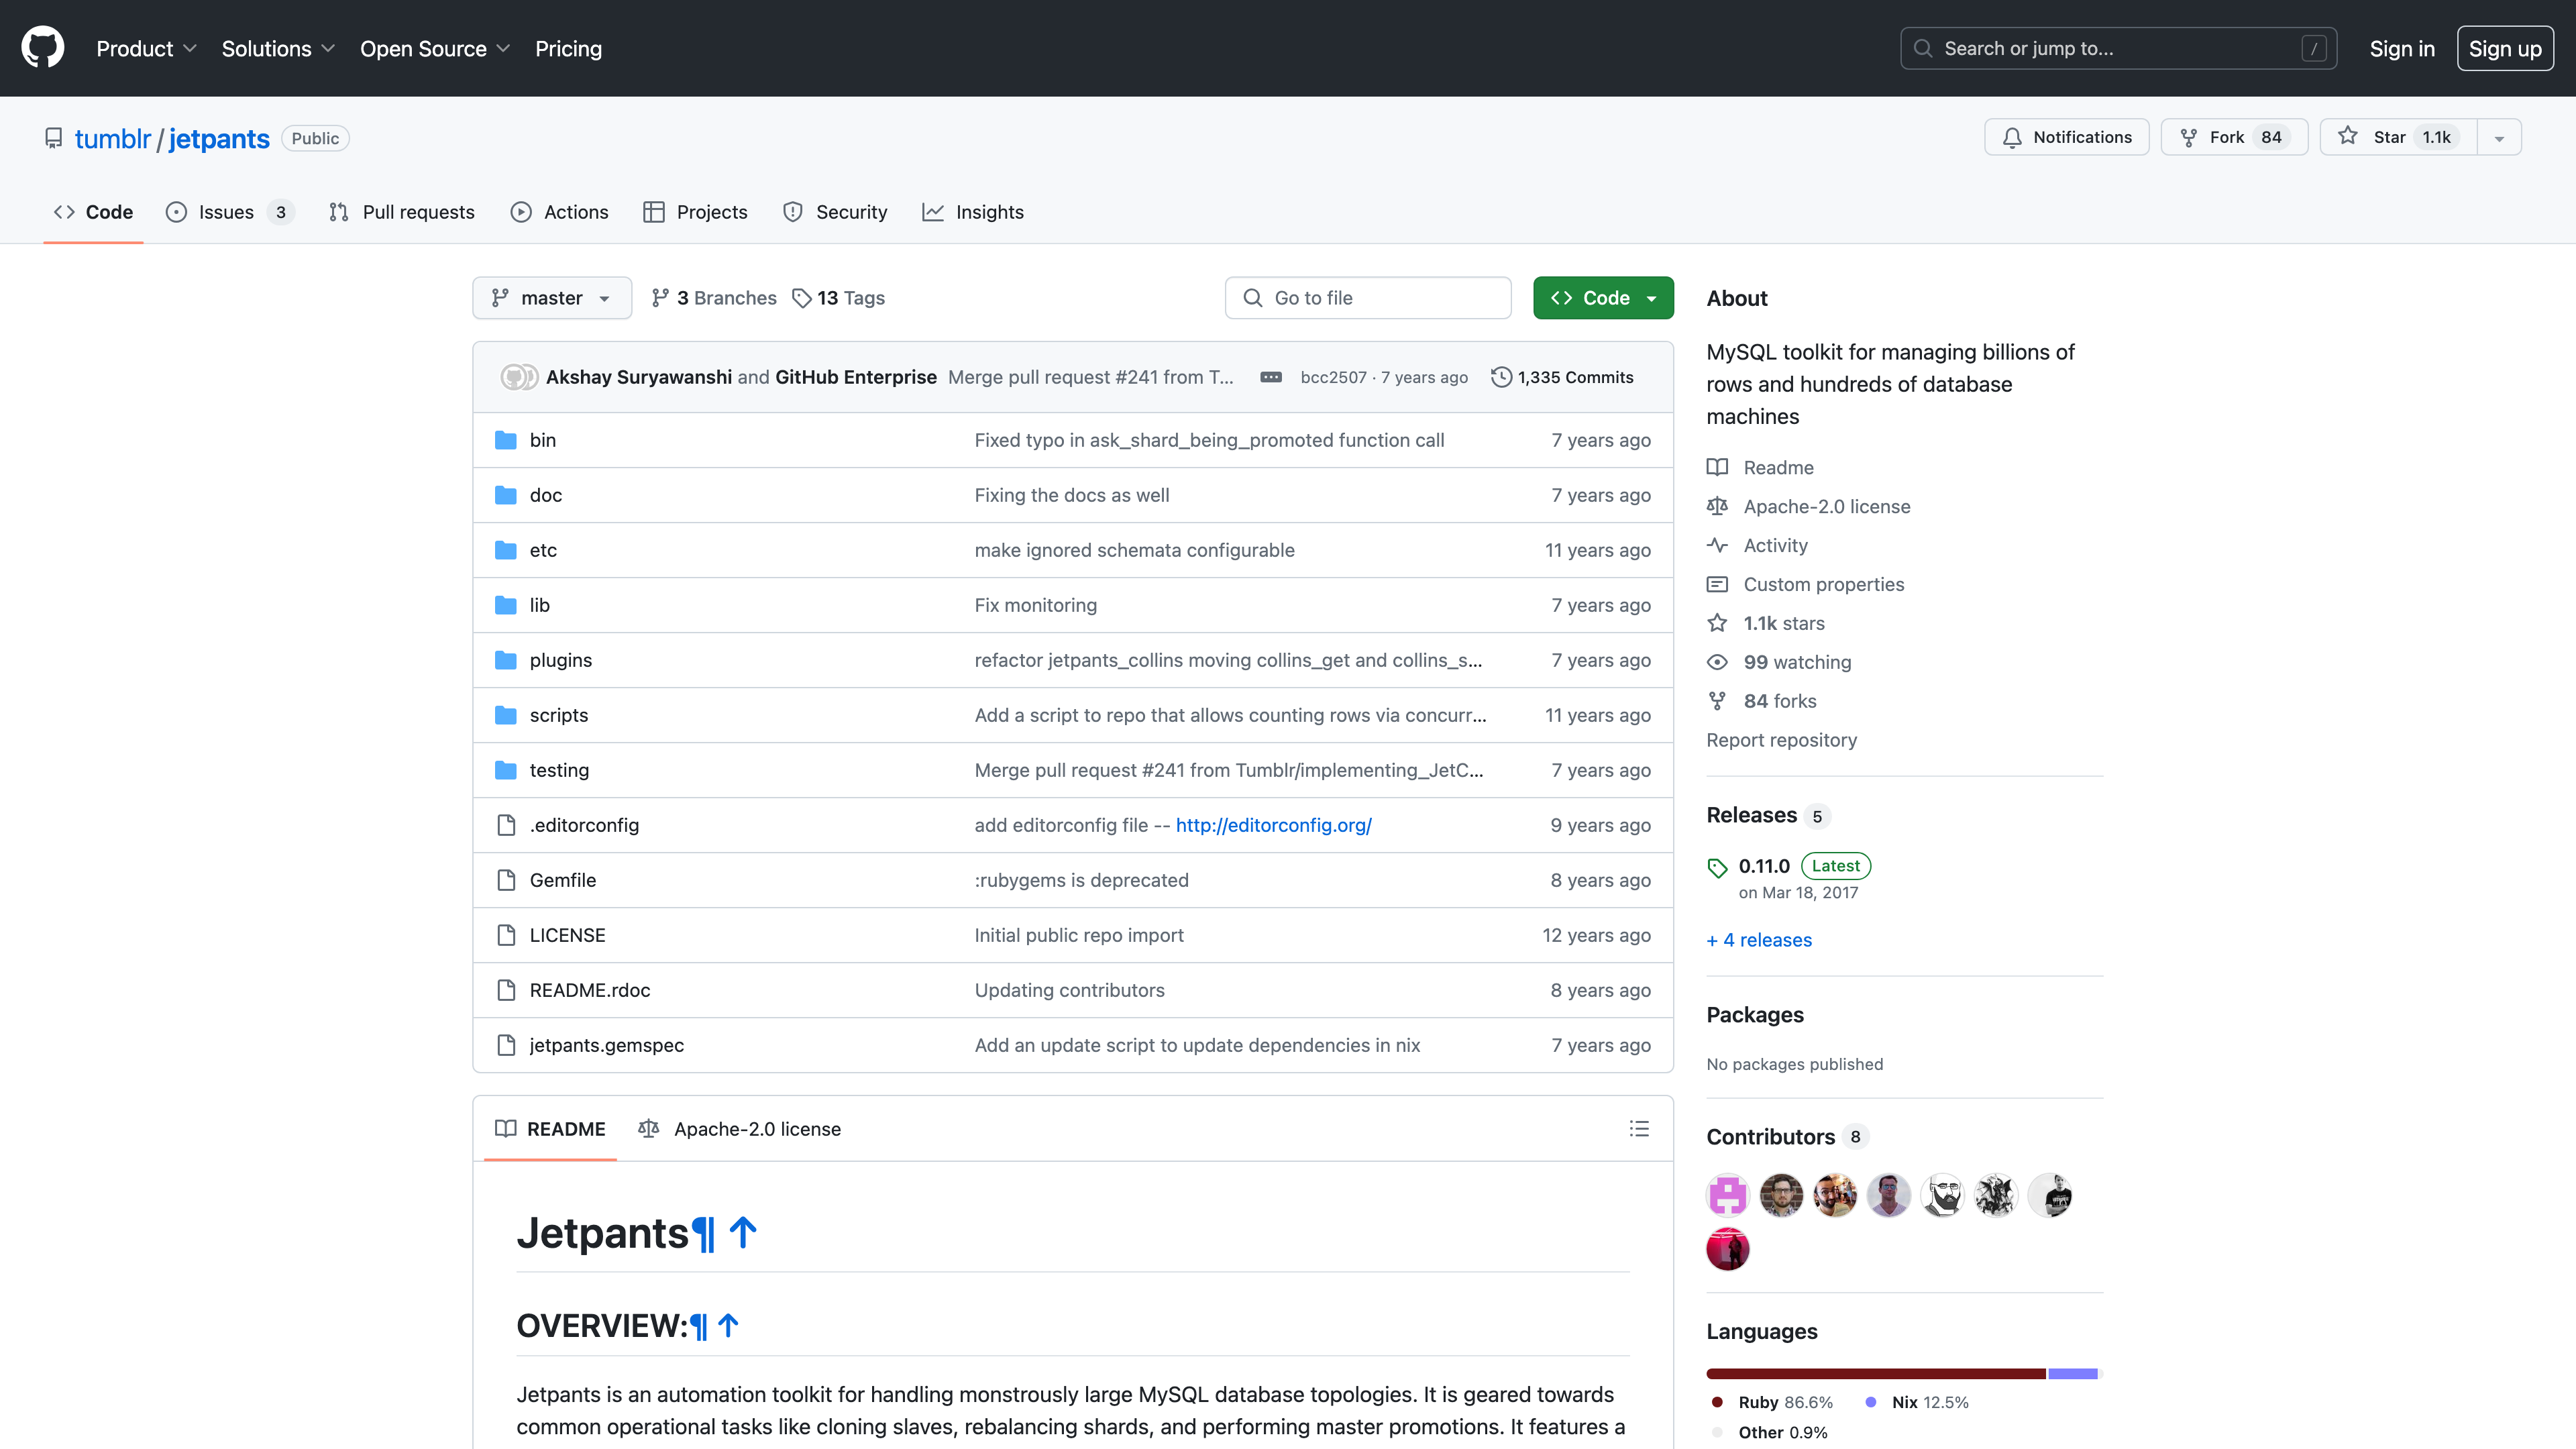 Product Solutions Open Source Pricing Search or jump to... / Sign in Sign up
tumblr / jetpants Public Notifications Fork 84 Star 1.1k
Code Issues 3 Pull requests Actions Projects Security Insights
master 3 Branches 13 Tags Go to file Code
Akshay Suryawanshi and GitHub Enterprise Merge pull request #241 from T... bcc2507 · 7 years ago 1,335 Commits
bin Fixed typo in ask_shard_being_promoted function call 7 years ago
doc Fixing the docs as well 7 years ago
etc make ignored schemata configurable 11 years ago
lib Fix monitoring 7 years ago
plugins refactor jetpants_collins moving collins_get and collins_s... 7 years ago
scripts Add a script to repo that allows counting rows via concurr... 11 years ago
testing Merge pull request #241 from Tumblr/implementing_JetC... 7 years ago
.editorconfig add editorconfig file -- http://editorconfig.org/ 9 years ago
Gemfile :rubygems is deprecated 8 years ago
LICENSE Initial public repo import 12 years ago
README.rdoc Updating contributors 8 years ago
jetpants.gemspec Add an update script to update dependencies in nix 7 years ago
README Apache-2.0 license
Jetpants¶ ↑
OVERVIEW:¶ ↑
Jetpants is an automation toolkit for handling monstrously large MySQL database topologies. It is geared towards
common operational tasks like cloning slaves, rebalancing shards, and performing master promotions. It features a
About
MySQL toolkit for managing billions of
rows and hundreds of database
machines
Readme
Apache-2.0 license
Activity
Custom properties
1.1k stars
99 watching
84 forks
Report repository
Releases 5
0.11.0 Latest
on Mar 18, 2017
+ 4 releases
Packages
No packages published
Contributors 8
Languages
Ruby 86.6% Nix 12.5%
Other 0.9%